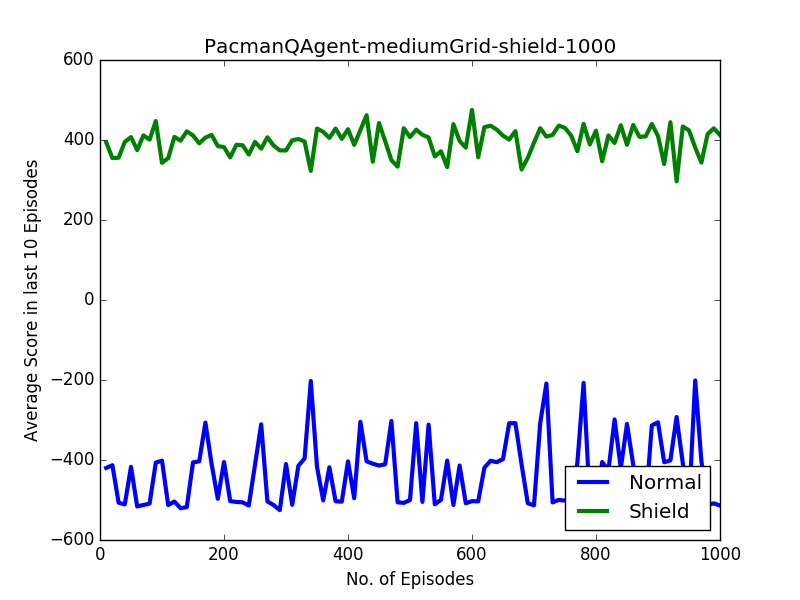 PacmanQAgent-mediumGrid-shield-1000
600
400
200
0
−200
−400
−600
Average Score in last 10 Episodes
Normal
Shield
0 200 400 600 800 1000
No. of Episodes